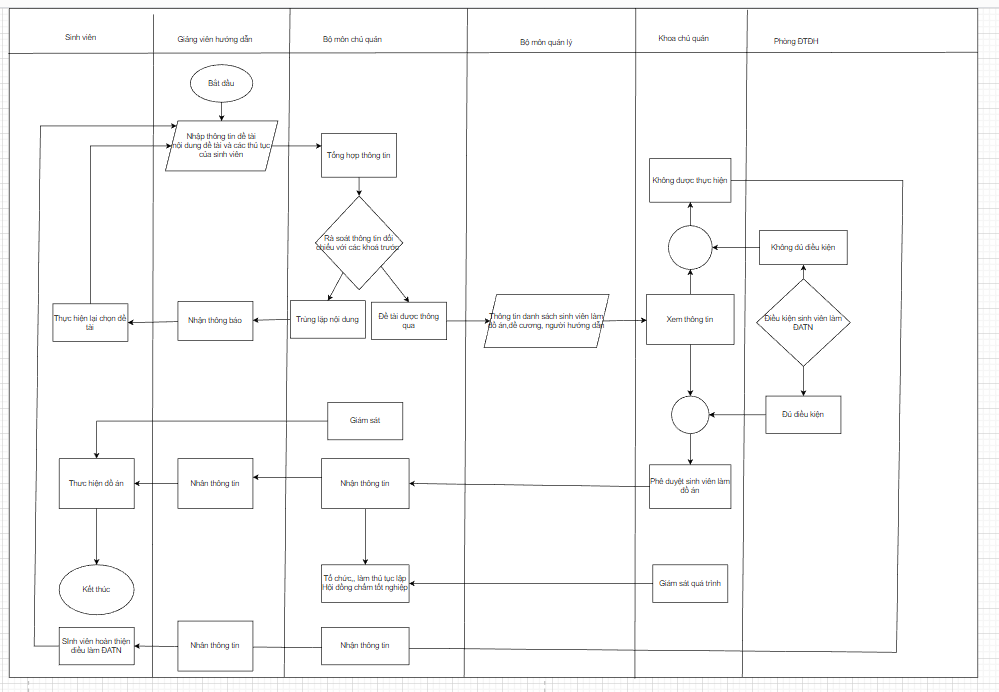 Sinh viên
Giảng viên hướng dẫn
Bộ môn chủ quản
Bộ môn quản lý
Khoa chủ quản
Phòng ĐTĐH
Bắt đầu
Nhập thông tin đề tài
nội dung đề tài và các thủ tục
của sinh viên
Tổng hợp thông tin
Không được thực hiện
Rà soát thông tin đối
chiếu với các khoá trước
Không đủ điều kiện
Thực hiện lại chọn đề
tài
Nhận thông báo
Trùng lặp nội dung
Đề tài được thông
qua
Thông tin danh sách sinh viên làm
đồ án,đề cương, người hướng dẫn
Xem thông tin
Điều kiện sinh viên làm
ĐATN
Giám sát
Đủ điều kiện
Thực hiện đồ án
Nhận thông tin
Nhận thông tin
Phê duyệt sinh viên làm
đồ án
Kết thúc
Tổ chức,, làm thủ tục lập
Hội đồng chấm tốt nghiệp
Giám sát quá trình
SInh viên hoàn thiện
điều làm ĐATN
Nhận thông tin
Nhận thông tin